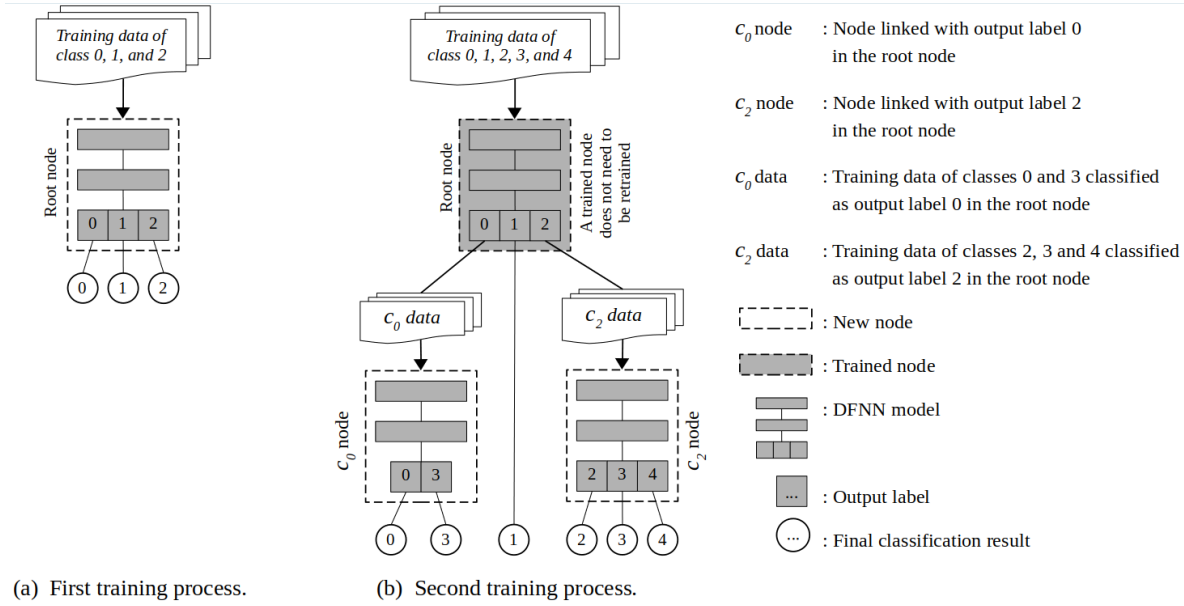 Training data of
class 0, 1, and 2
Root node
0 1 2
0 1 2
(a) First training process.
Training data of
class 0, 1, 2, 3, and 4
Root node
A trained node
does not need to
be retrained
0 1 2
c0 data
c2 data
c0 node
0 3
c2 node
2 3 4
0 3 1 2 3 4
(b) Second training process.
c0 node : Node linked with output label 0
in the root node
c2 node : Node linked with output label 2
in the root node
c0 data : Training data of classes 0 and 3 classified
as output label 0 in the root node
c2 data : Training data of classes 2, 3 and 4 classified
as output label 2 in the root node
: New node
: Trained node
: DFNN model
... : Output label
... : Final classification result